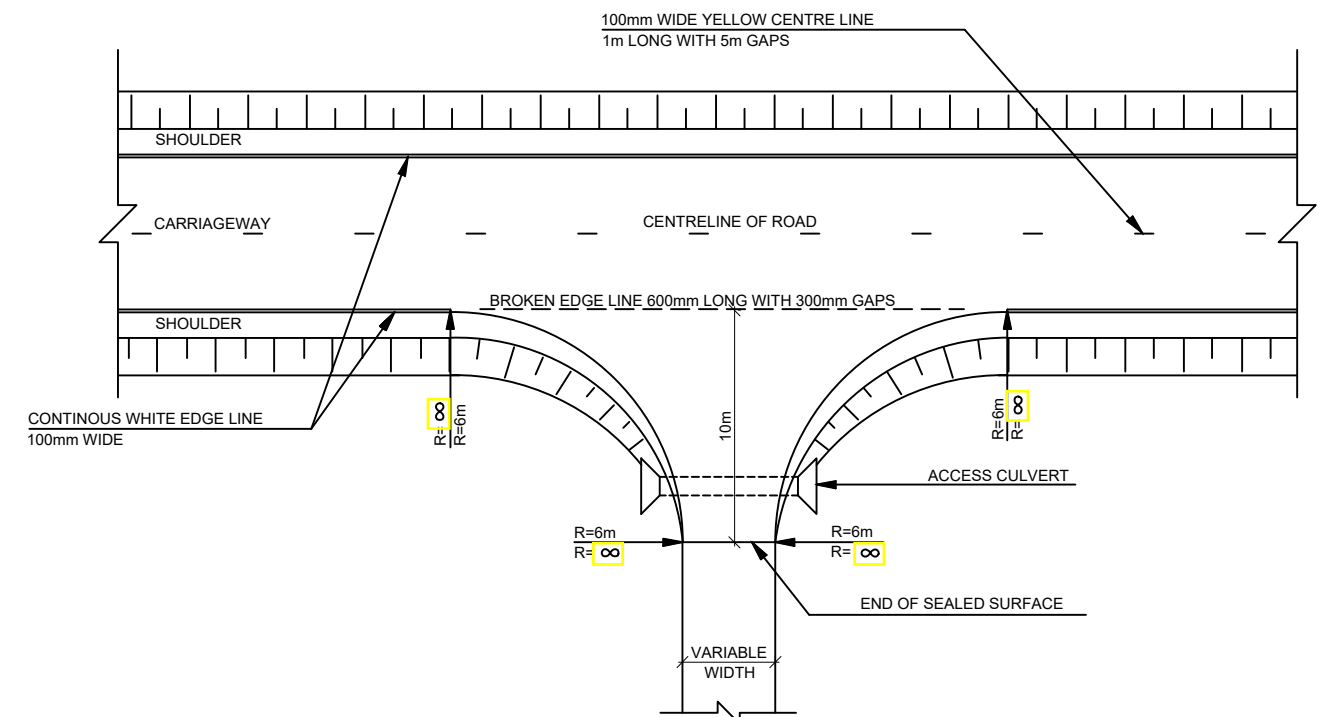 100mm WIDE YELLOW CENTRE LINE
1m LONG WITH 5m GAPS
SHOULDER
CARRIAGEWAY
CENTRELINE OF ROAD
BROKEN EDGE LINE 600mm LONG WITH 300mm GAPS
SHOULDER
CONTINOUS WHITE EDGE LINE
100mm WIDE
R=∞
R=6m
10m
R=6m
R=∞
ACCESS CULVERT
R=6m
R=∞
R=6m
R=∞
END OF SEALED SURFACE
VARIABLE
WIDTH